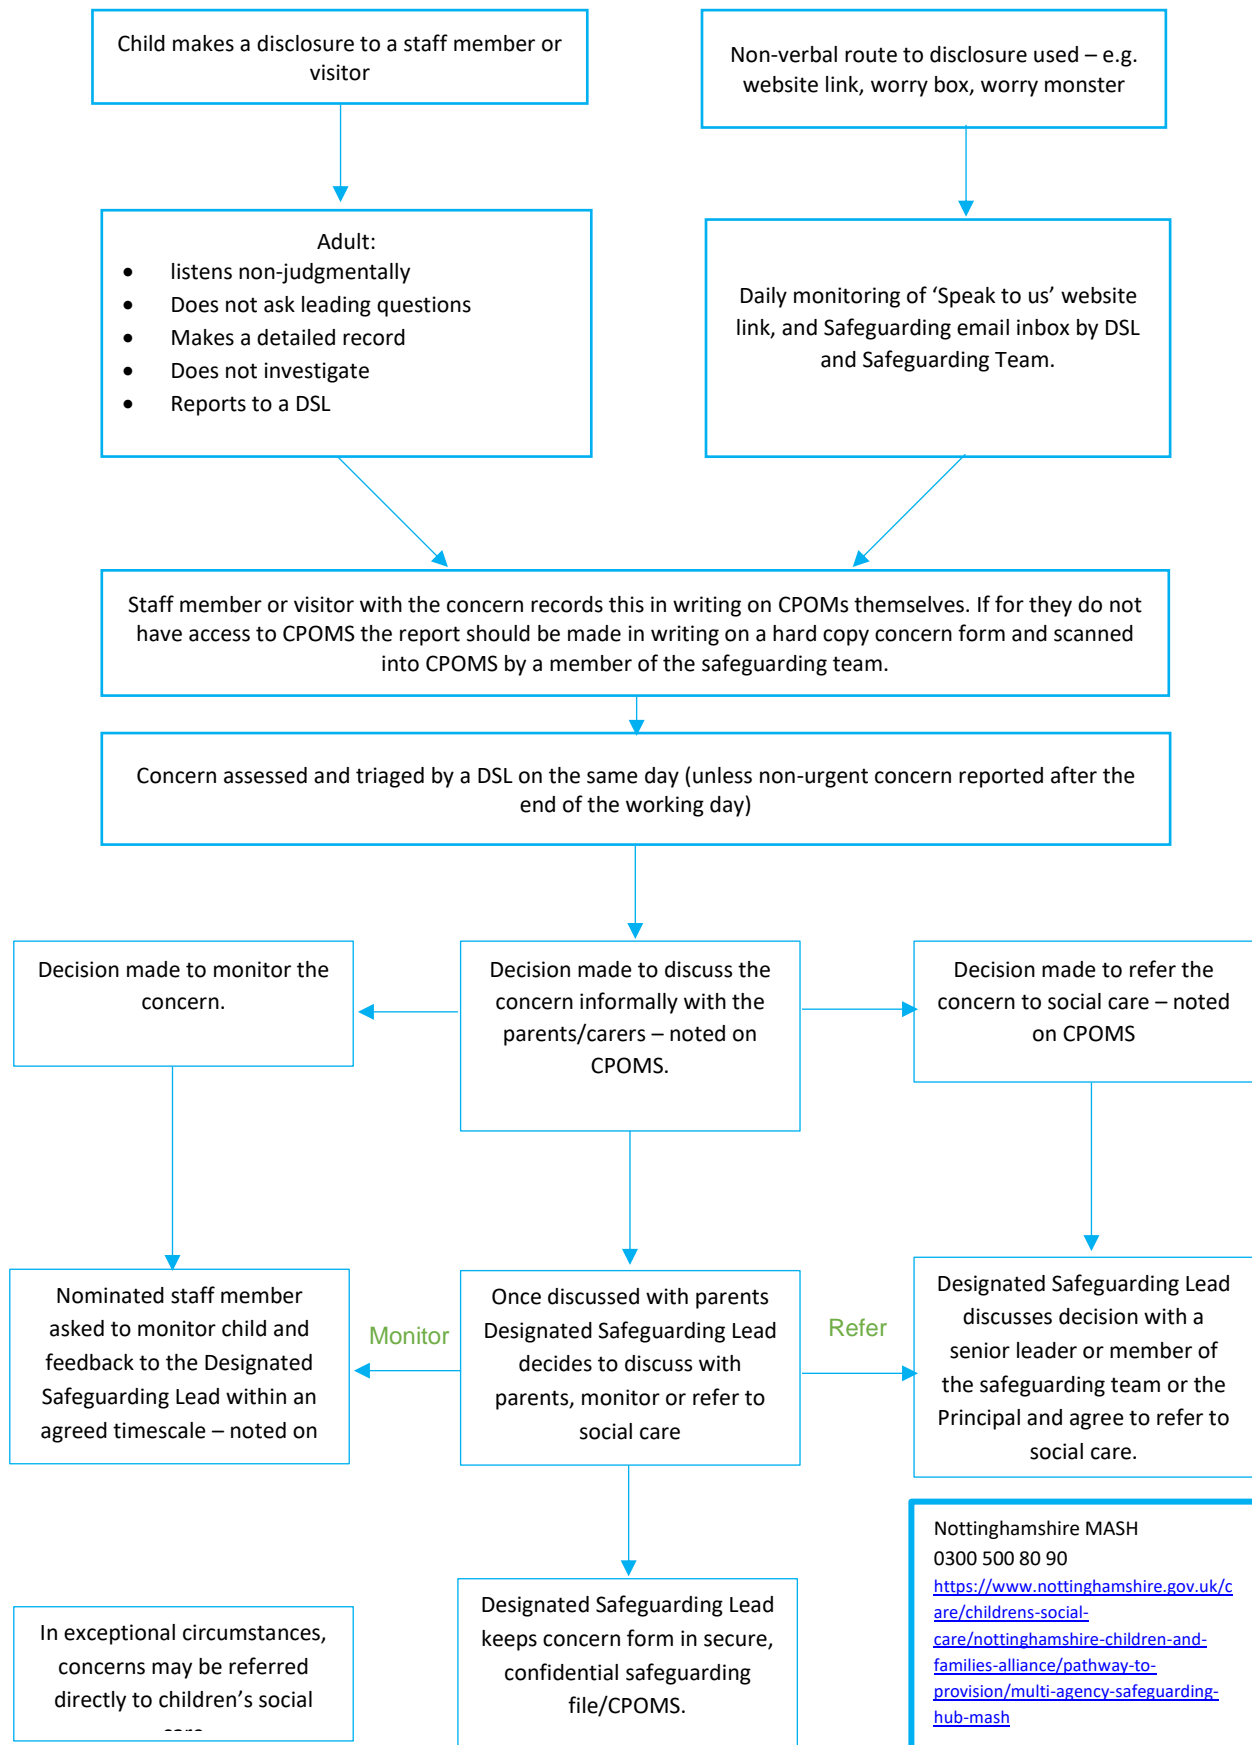 Child makes a disclosure to a staff member or
visitor
Non-verbal route to disclosure used – e.g.
website link, worry box, worry monster
Adult:
• listens non-judgmentally
• Does not ask leading questions
• Makes a detailed record
• Does not investigate
• Reports to a DSL
Daily monitoring of ‘Speak to us’ website
link, and Safeguarding email inbox by DSL
and Safeguarding Team.
Staff member or visitor with the concern records this in writing on CPOMs themselves. If for they do not
have access to CPOMS the report should be made in writing on a hard copy concern form and scanned
into CPOMS by a member of the safeguarding team.
Concern assessed and triaged by a DSL on the same day (unless non-urgent concern reported after the
end of the working day)
Decision made to monitor the
concern.
Decision made to discuss the
concern informally with the
parents/carers – noted on
CPOMS.
Decision made to refer the
concern to social care – noted
on CPOMS
Nominated staff member
asked to monitor child and
feedback to the Designated
Safeguarding Lead within an
agreed timescale – noted on
Monitor
Once discussed with parents
Designated Safeguarding Lead
decides to discuss with
parents, monitor or refer to
social care
Refer
Designated Safeguarding Lead
discusses decision with a
senior leader or member of
the safeguarding team or the
Principal and agree to refer to
social care.
In exceptional circumstances,
concerns may be referred
directly to children’s social
Designated Safeguarding Lead
keeps concern form in secure,
confidential safeguarding
file/CPOMS.
Nottinghamshire MASH
0300 500 80 90
https://www.nottinghamshire.gov.uk/c
are/childrens-social-
care/nottinghamshire-children-and-
families-alliance/pathway-to-
provision/multi-agency-safeguarding-
hub-mash